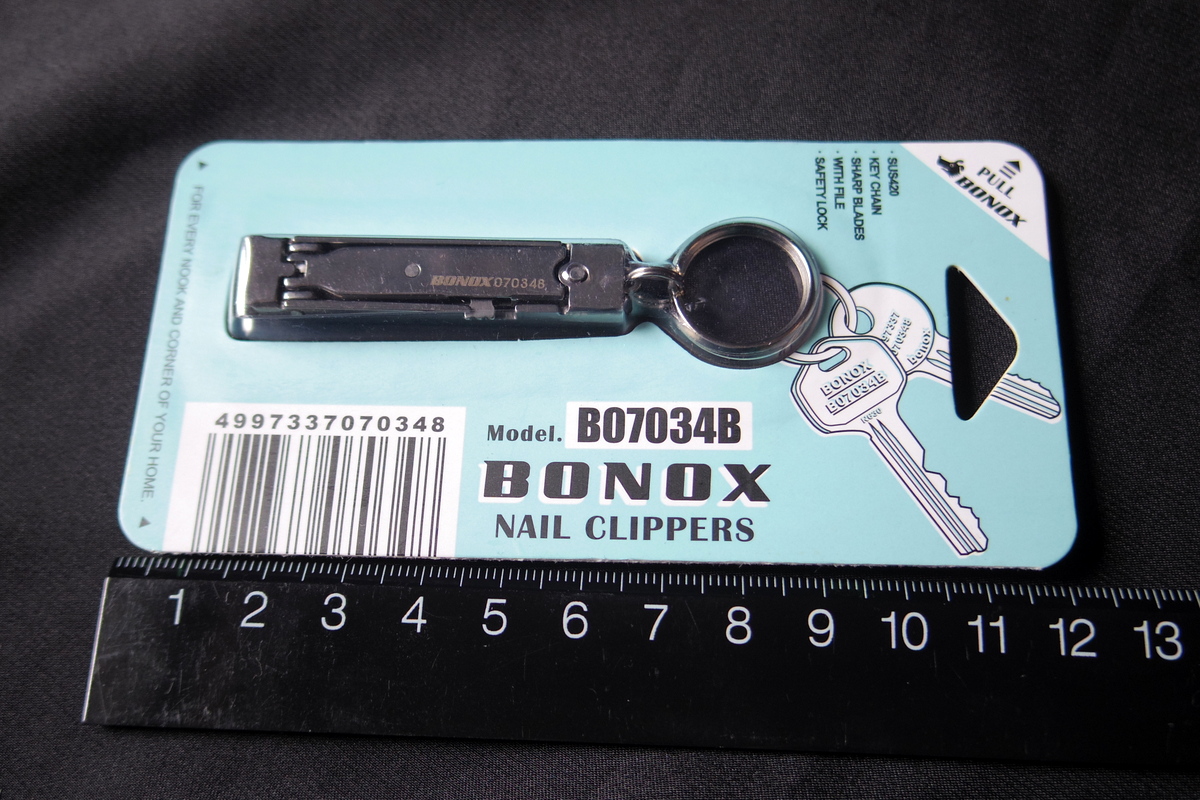 PULL
BONOX
· SUS420
· KEY CHAIN
· SHARP BLADES
· WITH FILE
· SAFETY LOCK
FOR EVERY NOOK AND CORNER OF YOUR HOME.
BONOX070348
97337
070348
BONOX
BONOX
B07034B
4997337070348
Model. B07034B
BONOX
NAIL CLIPPERS
1 2 3 4 5 6 7 8 9 10 11 12 13